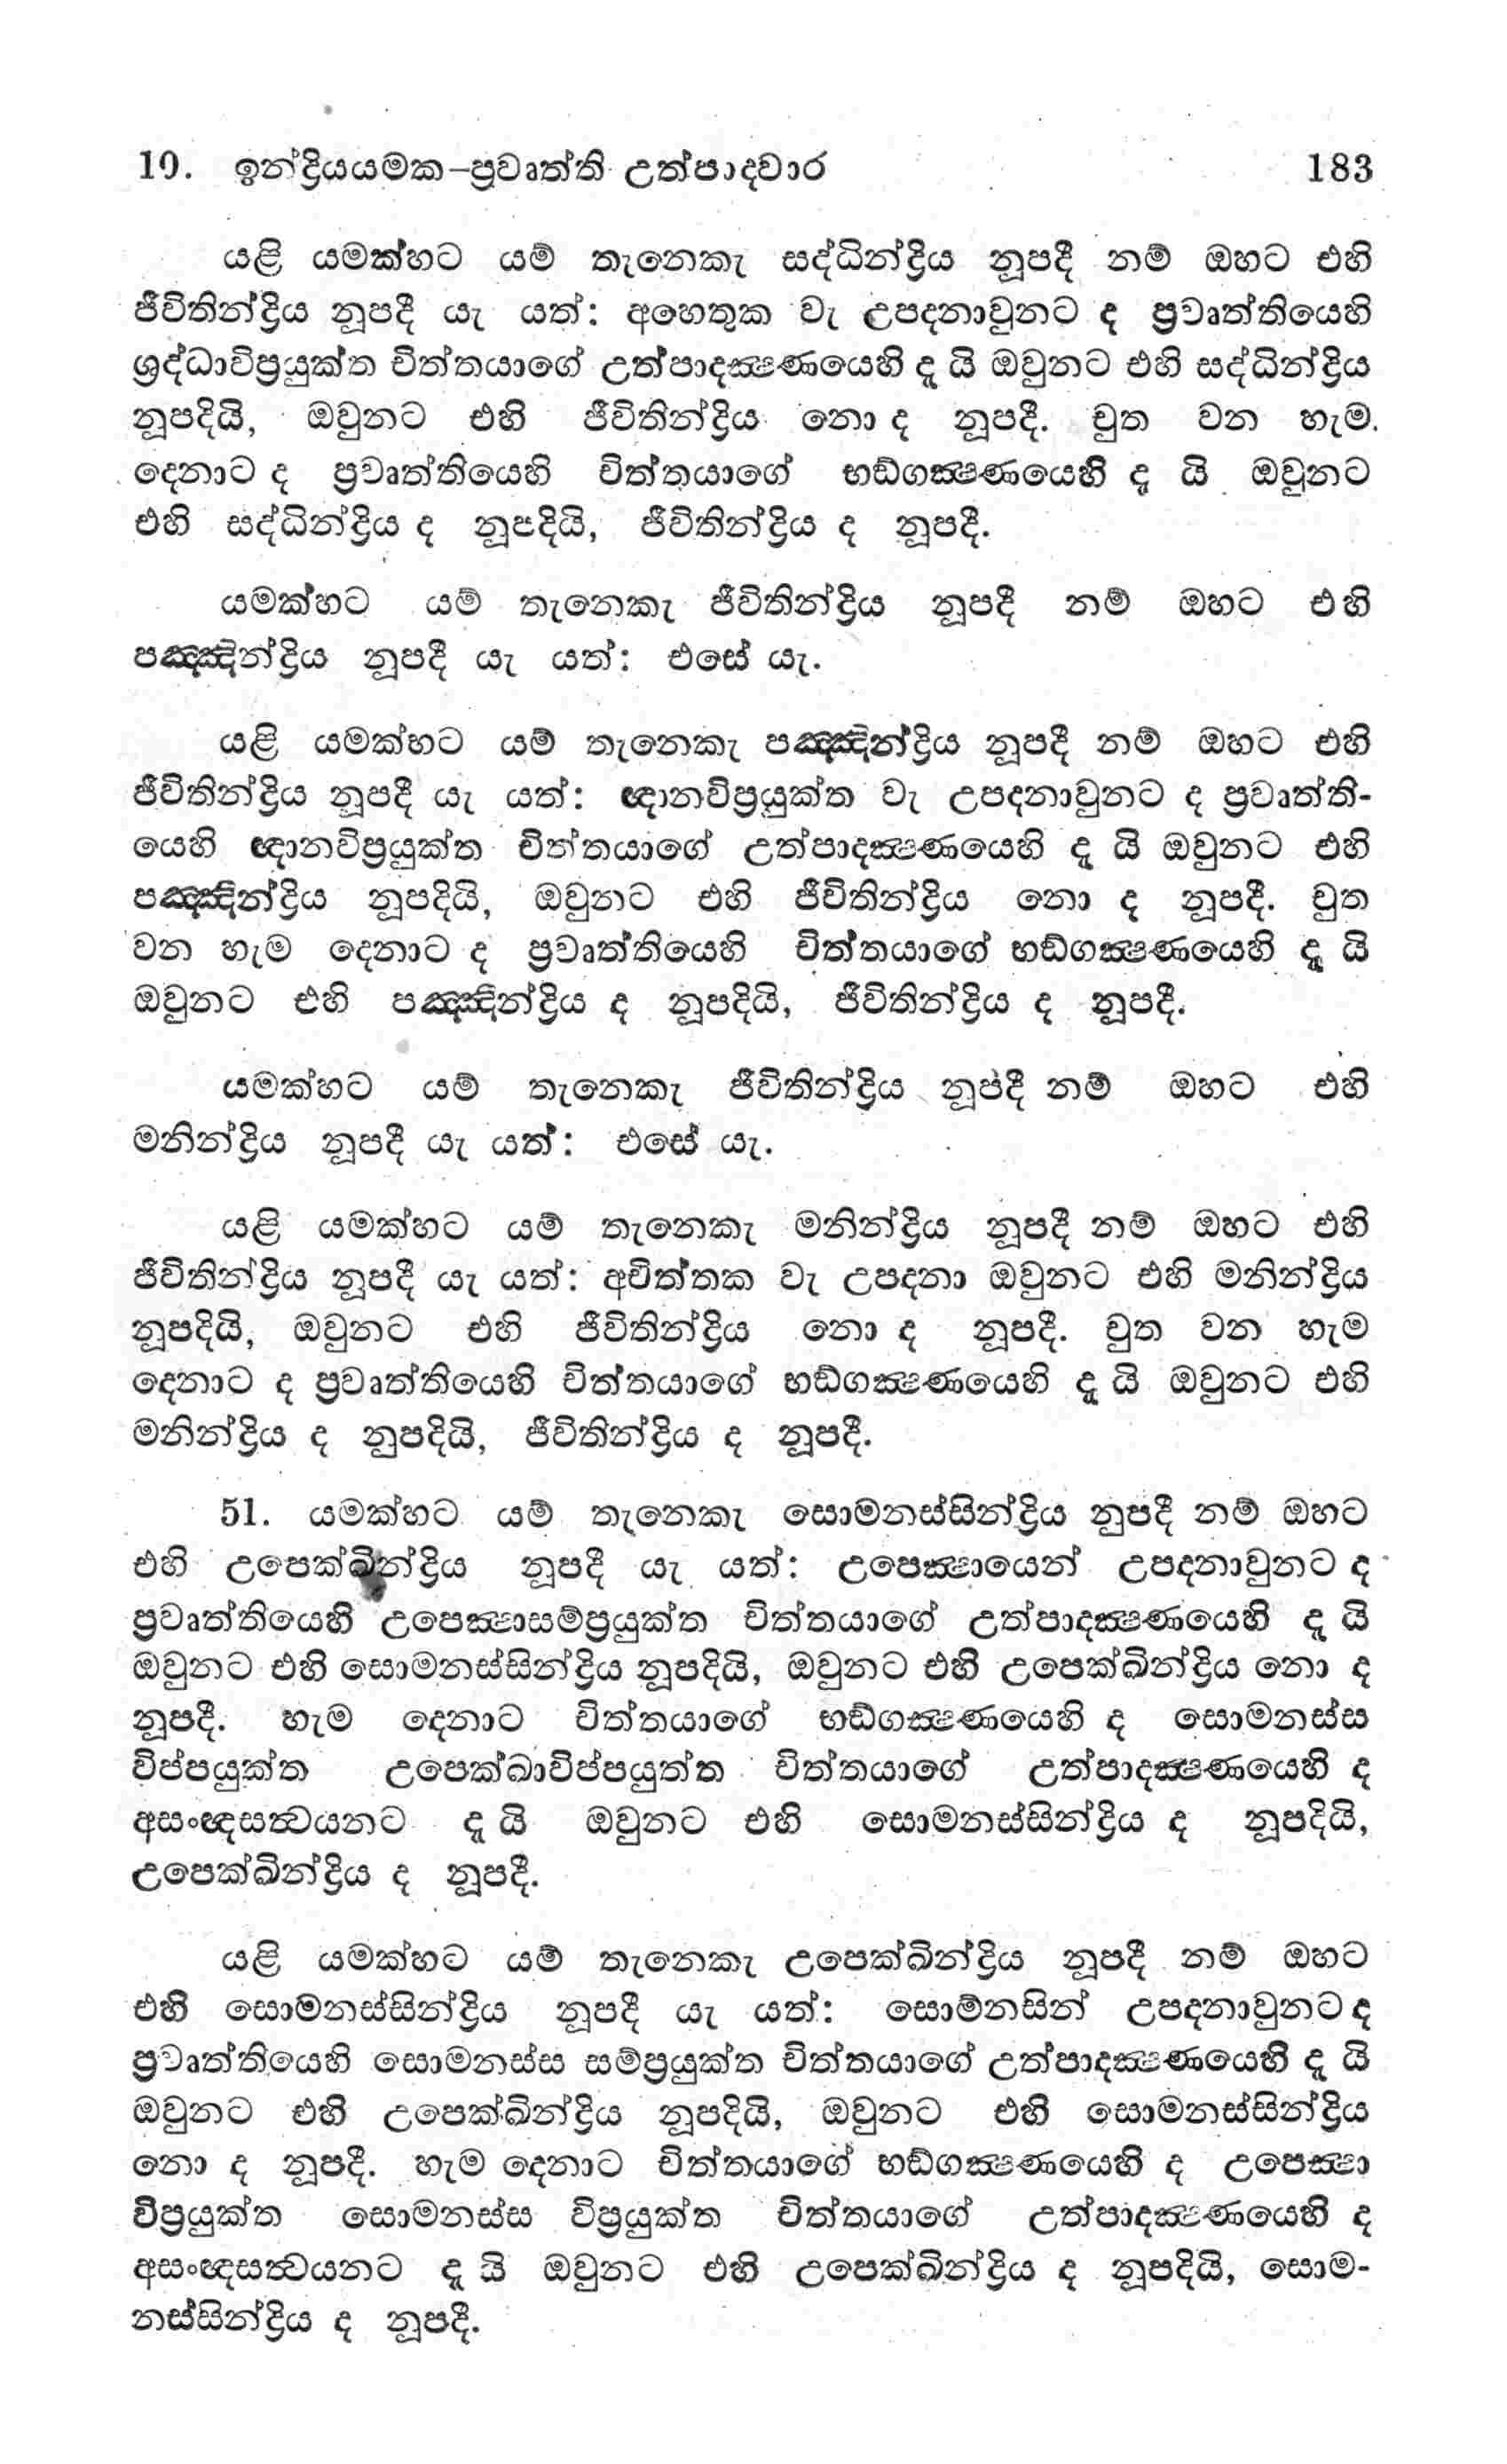 10. ඉන්ද්‍රියයමක–ප්‍රවෘත්ති උත්පාදවාර 183
යළි යමක්හට යම් තැනෙකැ සද්ධින්ද්‍රිය නූපදී නම් ඔහට එහි
ජීවිතින්ද්‍රිය නූපදී යැ යත්: අහෙතුක වැ උපදනාවුනට ද ප්‍රවෘත්තියෙහි
ශ්‍රද්ධාවිප්‍රයුක්ත චිත්තයාගේ උත්පාදක්‍ෂණයෙහි දැ යි ඔවුනට එහි සද්ධින්ද්‍රිය
නූපදියි, ඔවුනට එහි ජීවිතින්ද්‍රිය නො ද නූපදී. චුත වන හැම
දෙනාට ද ප්‍රවෘත්තියෙහි චිත්තයාගේ භඞ්ගක්‍ෂණයෙහි දැ යි ඔවුනට
එහි සද්ධින්ද්‍රිය ද නූපදියි, ජීවිතින්ද්‍රිය ද නූපදී.
යමක්හට යම් තැනෙකැ ජීවිතින්ද්‍රිය නූපදී නම් ඔහට එහි
පඤ්ඤින්ද්‍රිය නූපදී යැ යත්: එසේ යැ.
යළි යමක්හට යම් තැනෙකැ පඤ්ඤින්ද්‍රිය නූපදී නම් ඔහට එහි
ජීවිතින්ද්‍රිය නූපදී යැ යත්: ඥානවිප්‍රයුක්ත වැ උපදනාවුනට ද ප්‍රවෘත්ති-
යෙහි ඥානවිප්‍රයුක්ත චිත්තයාගේ උත්පාදක්‍ෂණයෙහි දැ යි ඔවුනට එහි
පඤ්ඤින්ද්‍රිය නූපදියි, ඔවුනට එහි ජීවිතින්ද්‍රිය නො ද නූපදී. චුත
වන හැම දෙනාට ද ප්‍රවෘත්තියෙහි චිත්තයාගේ භඞ්ගක්‍ෂණයෙහි දැ යි
ඔවුනට එහි පඤ්ඤින්ද්‍රිය ද නූපදියි, ජීවිතින්ද්‍රිය ද නූපදී.
යමක්හට යම් තැනෙකැ ජීවිතින්ද්‍රිය නූපදී නම් ඔහට එහි
මනින්ද්‍රිය නූපදී යැ යත්: එසේ යැ.
යළි යමක්හට යම් තැනෙකැ මනින්ද්‍රිය නූපදී නම් ඔහට එහි
ජීවිතින්ද්‍රිය නූපදී යැ යත්: අචිත්තක වැ උපදනා ඔවුනට එහි මනින්ද්‍රිය
නූපදියි, ඔවුනට එහි ජීවිතින්ද්‍රිය නො ද නූපදී. චුත වන හැම
දෙනාට ද ප්‍රවෘත්තියෙහි චිත්තයාගේ භඞ්ගක්‍ෂණයෙහි දැ යි ඔවුනට එහි
මනින්ද්‍රිය ද නුපදියි, ජීවිතින්ද්‍රිය ද නූපදී.
51. යමක්හට යම් තැනෙකැ සොමනස්සින්ද්‍රිය නුපදී නම් ඔහට
එහි උපෙක්ඛින්ද්‍රිය නූපදී යැ යත්: උපෙක්‍ෂායෙන් උපදනාවුනට ද
ප්‍රවෘත්තියෙහි උපෙක්‍ෂාසම්ප්‍රයුක්ත චිත්තයාගේ උත්පාදක්‍ෂණයෙහි දැ යි
ඔවුනට එහි සොමනස්සින්ද්‍රිය නූපදියි, ඔවුනට එහි උපෙක්ඛින්ද්‍රිය නො ද
නූපදී. හැම දෙනාට චිත්තයාගේ භඞ්ගක්‍ෂණයෙහි ද සොමනස්ස
විප්පයුක්ත උපෙක්ඛාවිප්පයුත්ත චිත්තයාගේ උත්පාදක්‍ෂණයෙහි ද
අසංඥසත්‍වයනට දැ යි ඔවුනට එහි සොමනස්සින්ද්‍රිය ද නූපදියි,
උපෙක්ඛින්ද්‍රිය ද නූපදී.
යළි යමක්හට යම් තැනෙකැ උපෙක්ඛින්ද්‍රිය නූපදී නම් ඔහට
එහි සොමනස්සින්ද්‍රිය නූපදී යැ යත්: සොම්නසින් උපදනාවුනට ද
ප්‍රවෘත්තියෙහි සොමනස්ස සම්ප්‍රයුක්ත චිත්තයාගේ උත්පාදක්‍ෂණයෙහි දැ යි
ඔවුනට එහි උපෙක්ඛින්ද්‍රිය නූපදියි, ඔවුනට එහි සොමනස්සින්ද්‍රිය
නො ද නූපදී. හැම දෙනාට චිත්තයාගේ භඞ්ගක්‍ෂණයෙහි ද උපෙක්‍ෂා
විප්‍රයුක්ත සොමනස්ස විප්‍රයුක්ත චිත්තයාගේ උත්පාදක්‍ෂණයෙහි ද
අසංඥසත්‍වයනට දැ යි ඔවුනට එහි උපෙක්ඛින්ද්‍රිය ද නූපදියි, සොම-
නස්සින්ද්‍රිය ද නූපදී.